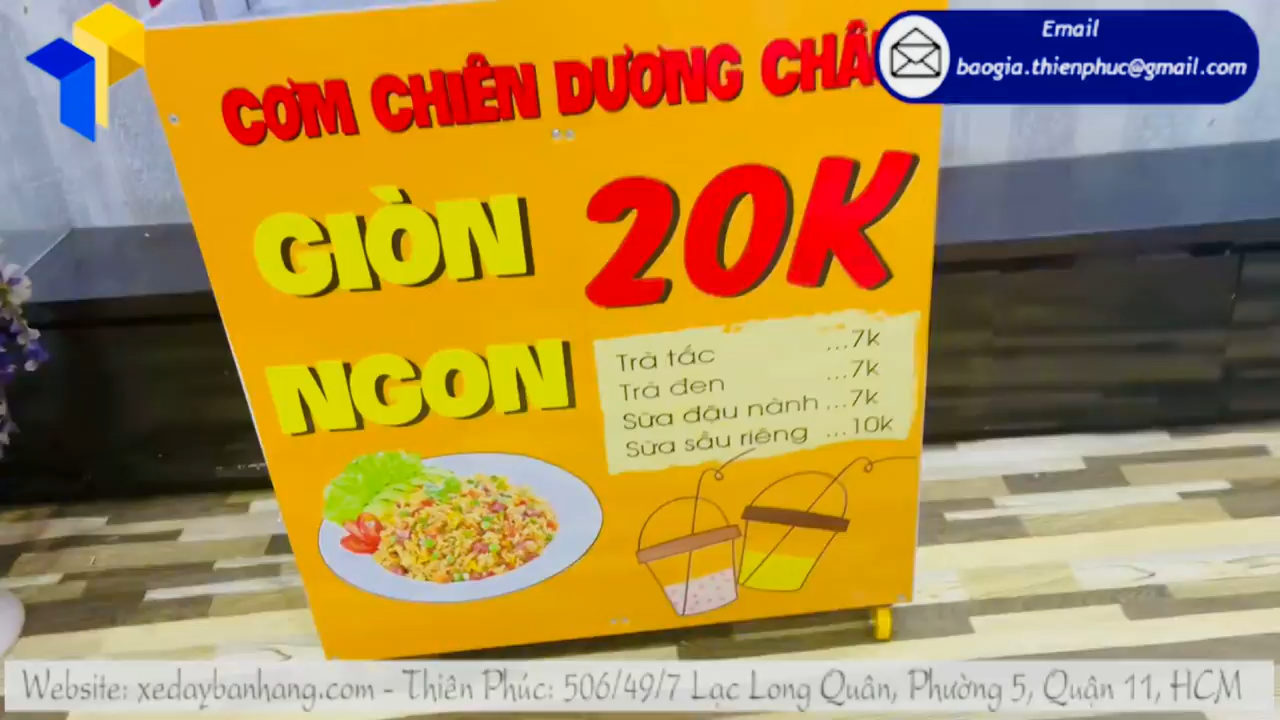 Email
baogia.thienphuc@gmail.com
CƠM CHIÊN DƯƠNG
GIÒN
20K
NGON
Trà tắc ...7k
Trà đen ...7k
Sữa đậu nành ...7k
Sữa sầu riêng ...10k
Website: xedaybanhang.com - Thiên Phúc: 506/49/7 Lạc Long Quân, Phường 5, Quận 11, HCM